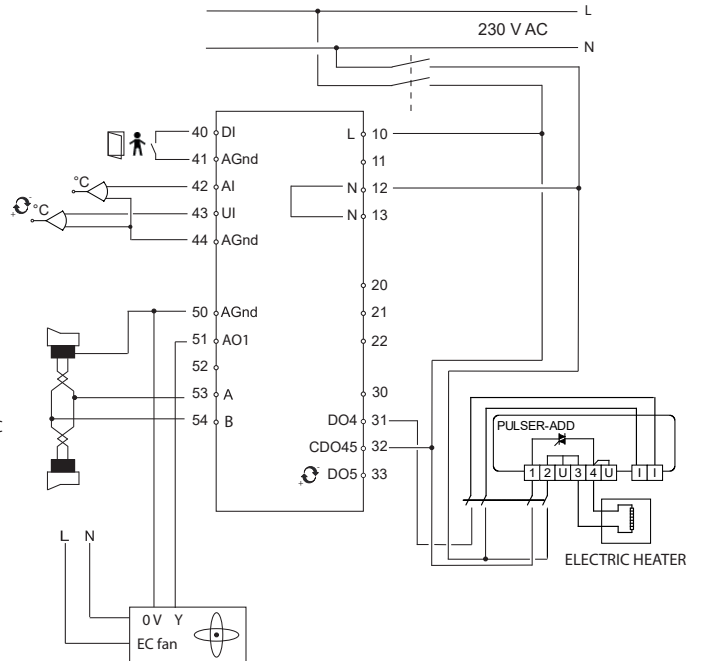 L
230 V AC
N
40 DI
L 10
41 AGnd
11
°C
42 AI
N 12
°C
43 UI
N 13
44 AGnd
20
50 AGnd
21
51 AO1
22
52
30
53 A
DO4 31
54 B
CDO45 32
DO5 33
C
PULSER-ADD
1 2 U 3 4 U I I
ELECTRIC HEATER
L N
0 V Y
EC fan